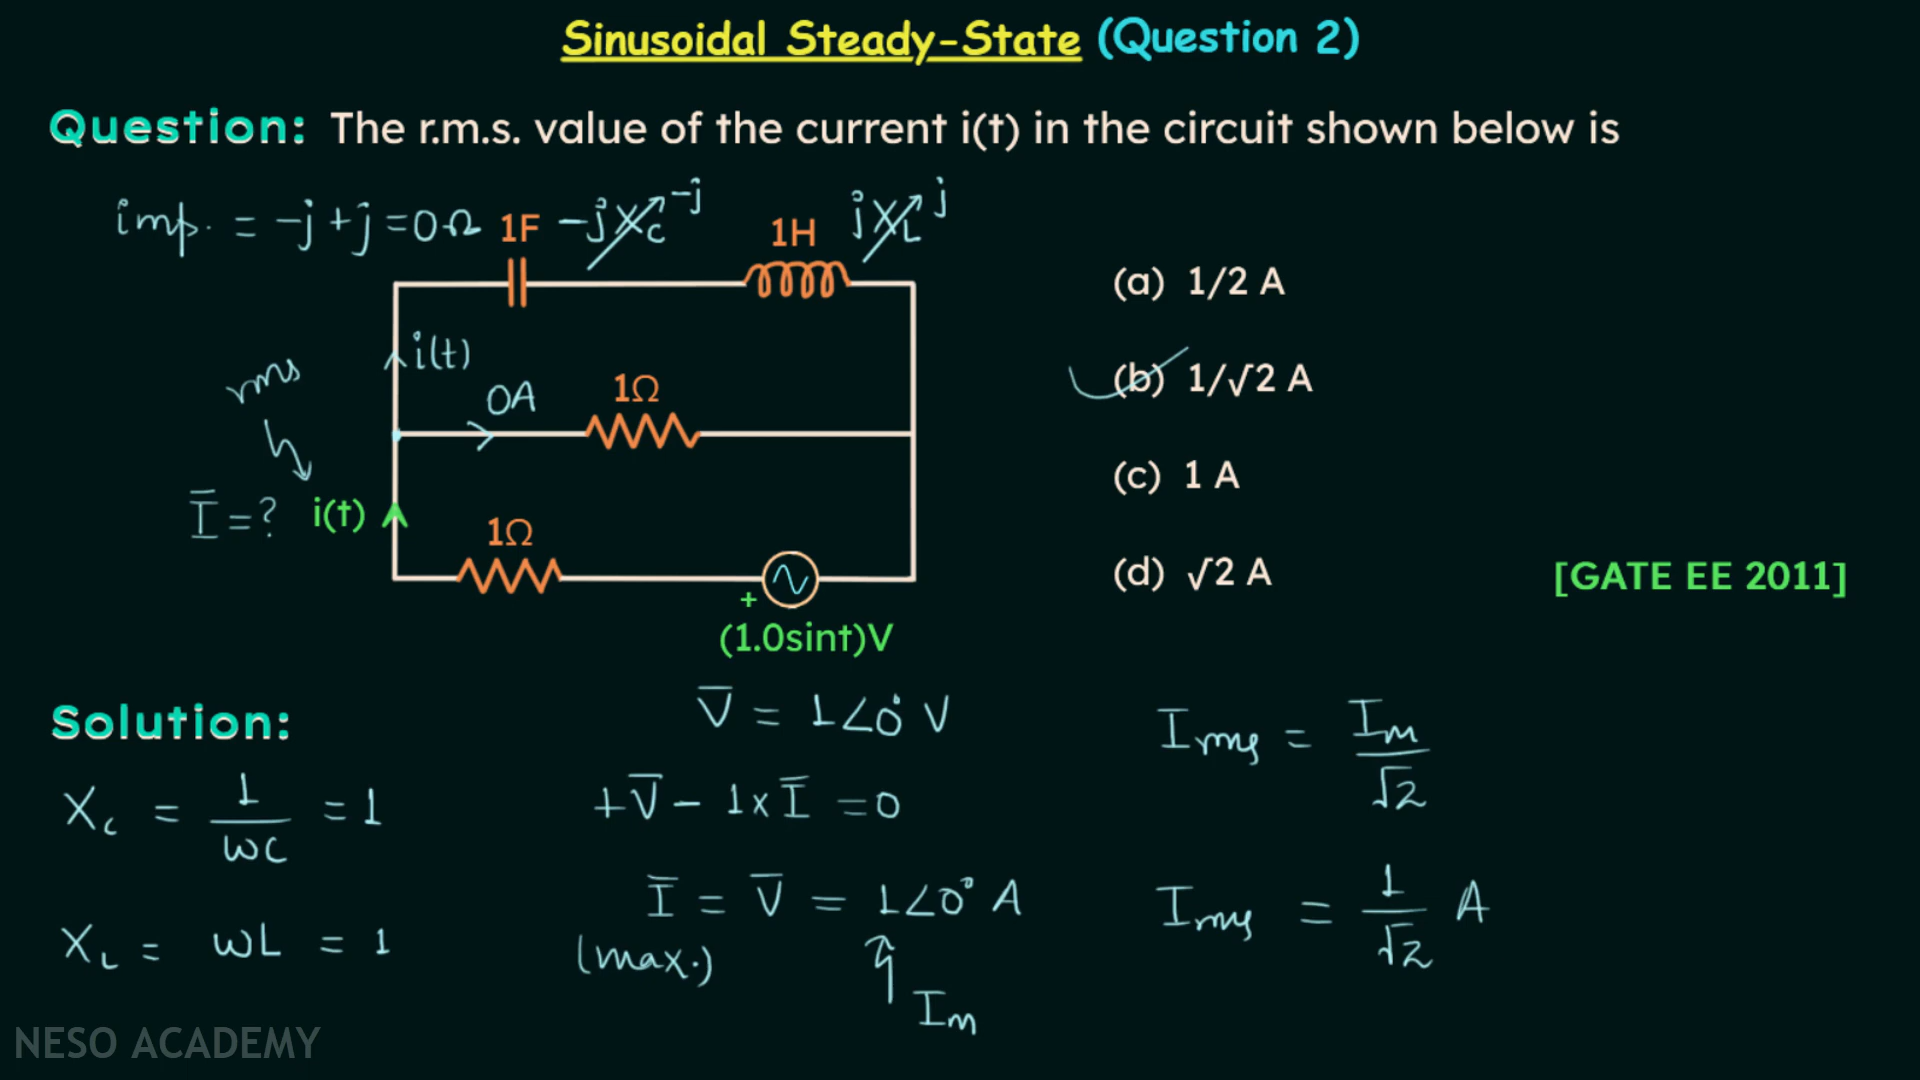 Sinusoidal Steady-State (Question 2)
Question: The r.m.s. value of the current i(t) in the circuit shown below is
imp. = -j + j = 0Ω
1F
-jXc
-j
1H
jXL
j
i(t)
rms
0A
1Ω
Ī = ?
i(t)
1Ω
+
(1.0sint)V
(a) 1/2 A
(b) 1/√2 A
(c) 1 A
(d) √2 A
[GATE EE 2011]
Solution:
Xc = 1/ωC = 1
XL = ωL = 1
V̄ = 1∠0° V
+V̄ - 1 x Ī = 0
Ī = V̄ = 1∠0° A
(max.)
Im
Irms = Im/√2
Irms = 1/√2 A
NESO ACADEMY